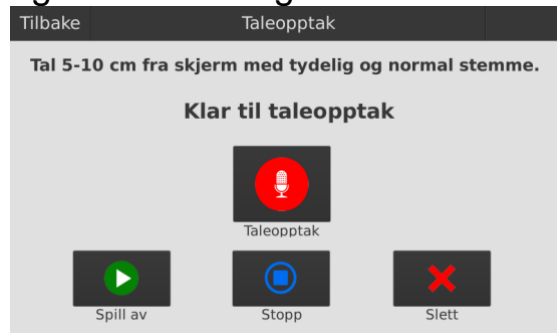 Tilbake Taleopptak
Tal 5-10 cm fra skjerm med tydelig og normal stemme.
Klar til taleopptak
Taleopptak
Spill av Stopp Slett